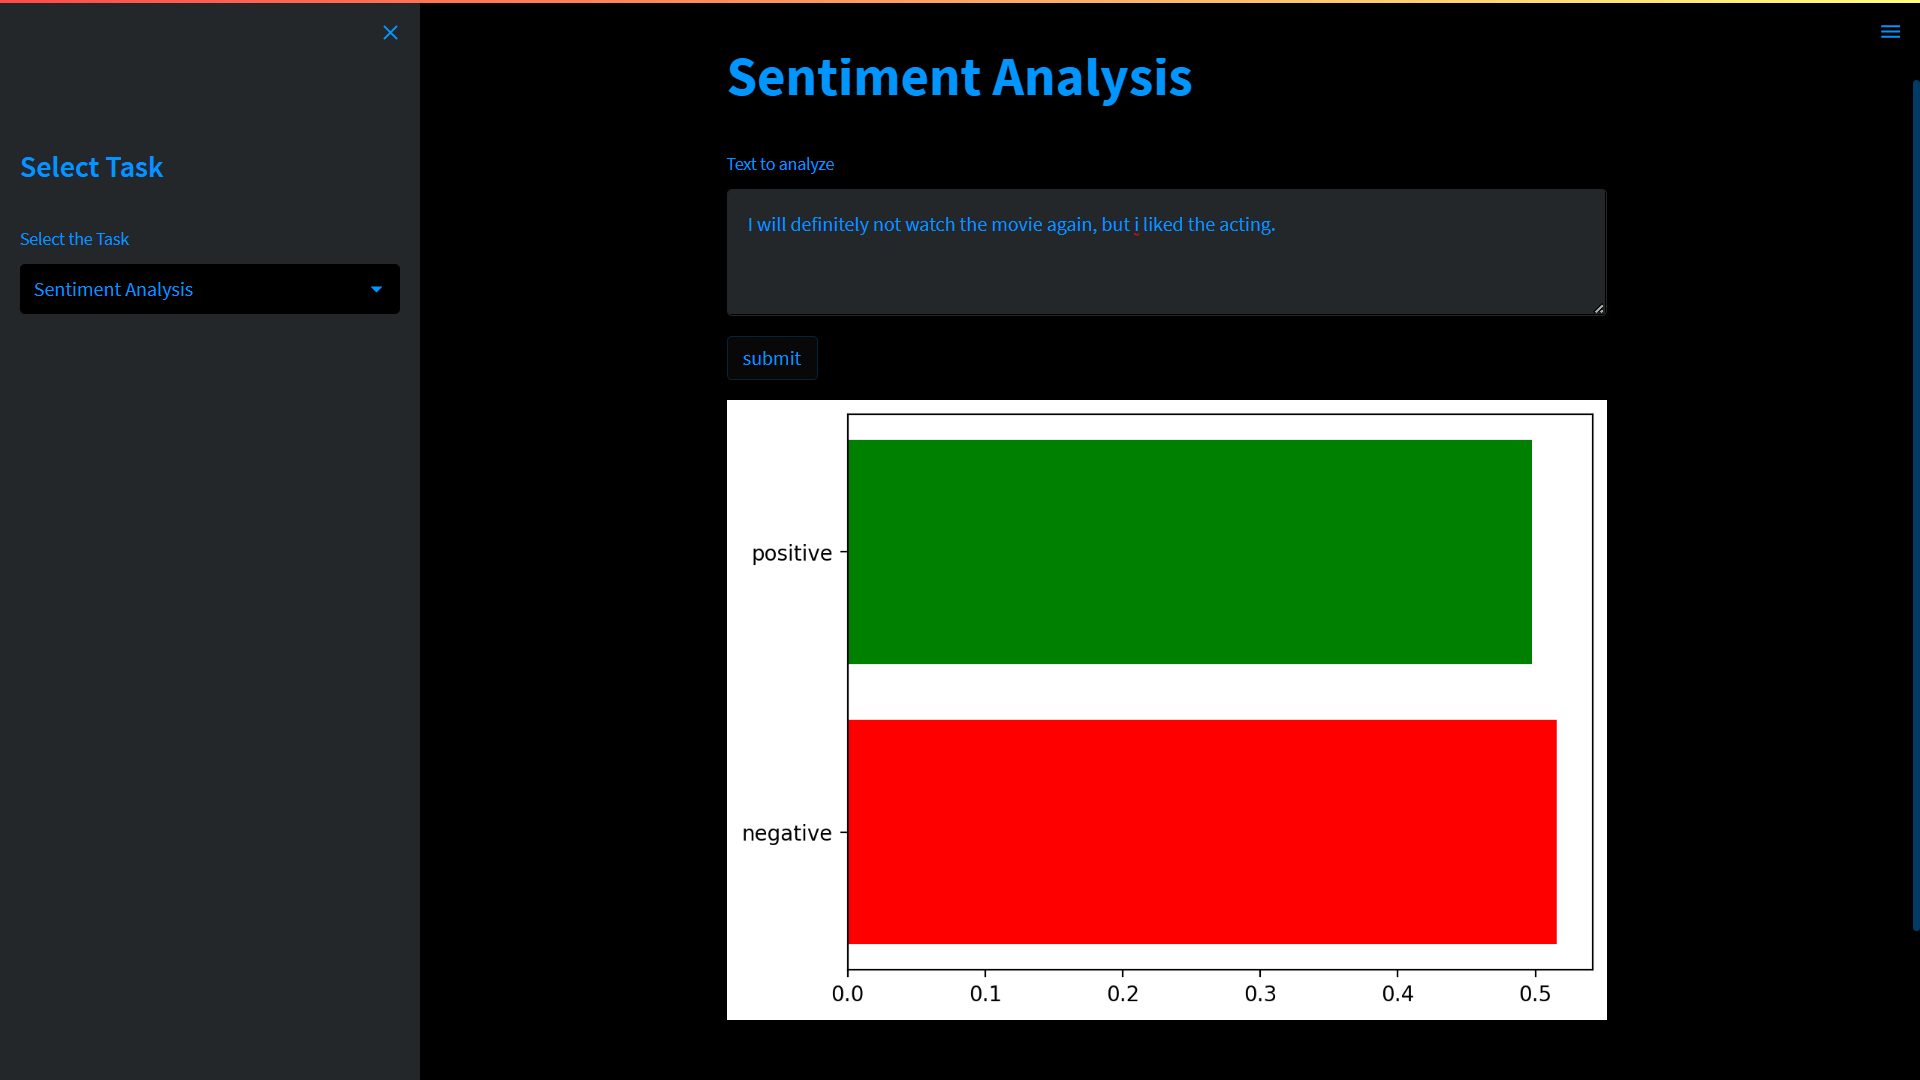 Select Task
Select the Task
Sentiment Analysis
Sentiment Analysis
Text to analyze
I will definitely not watch the movie again, but i liked the acting.
submit
positive
negative
0.0 0.1 0.2 0.3 0.4 0.5